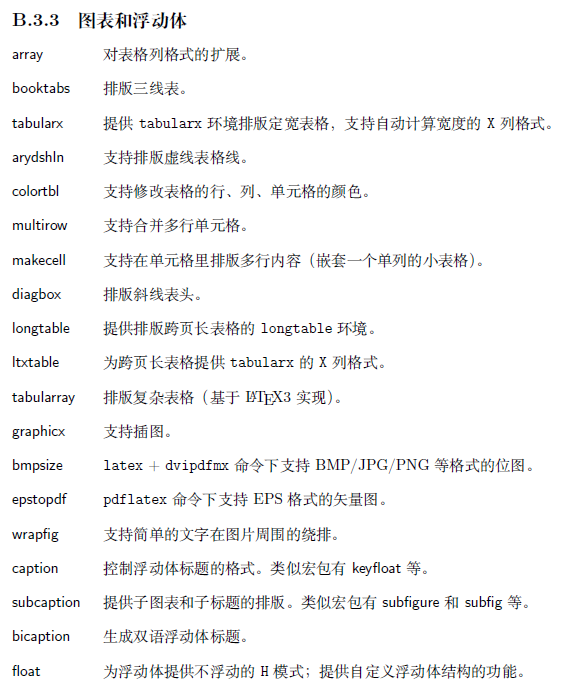 B.3.3 图表和浮动体
array 对表格列格式的扩展。
booktabs 排版三线表。
tabularx 提供 tabularx 环境排版定宽表格，支持自动计算宽度的 X 列格式。
arydshln 支持排版虚线表格线。
colortbl 支持修改表格的行、列、单元格的颜色。
multirow 支持合并多行单元格。
makecell 支持在单元格里排版多行内容（嵌套一个单列的小表格）。
diagbox 排版斜线表头。
longtable 提供排版跨页长表格的 longtable 环境。
ltxtable 为跨页长表格提供 tabularx 的 X 列格式。
tabularray 排版复杂表格（基于 LATEX3 实现）。
graphicx 支持插图。
bmpsize latex + dvipdfmx 命令下支持 BMP/JPG/PNG 等格式的位图。
epstopdf pdflatex 命令下支持 EPS 格式的矢量图。
wrapfig 支持简单的文字在图片周围的绕排。
caption 控制浮动体标题的格式。类似宏包有 keyfloat 等。
subcaption 提供子图表和子标题的排版。类似宏包有 subfigure 和 subfig 等。
bicaption 生成双语浮动体标题。
float 为浮动体提供不浮动的 H 模式；提供自定义浮动体结构的功能。